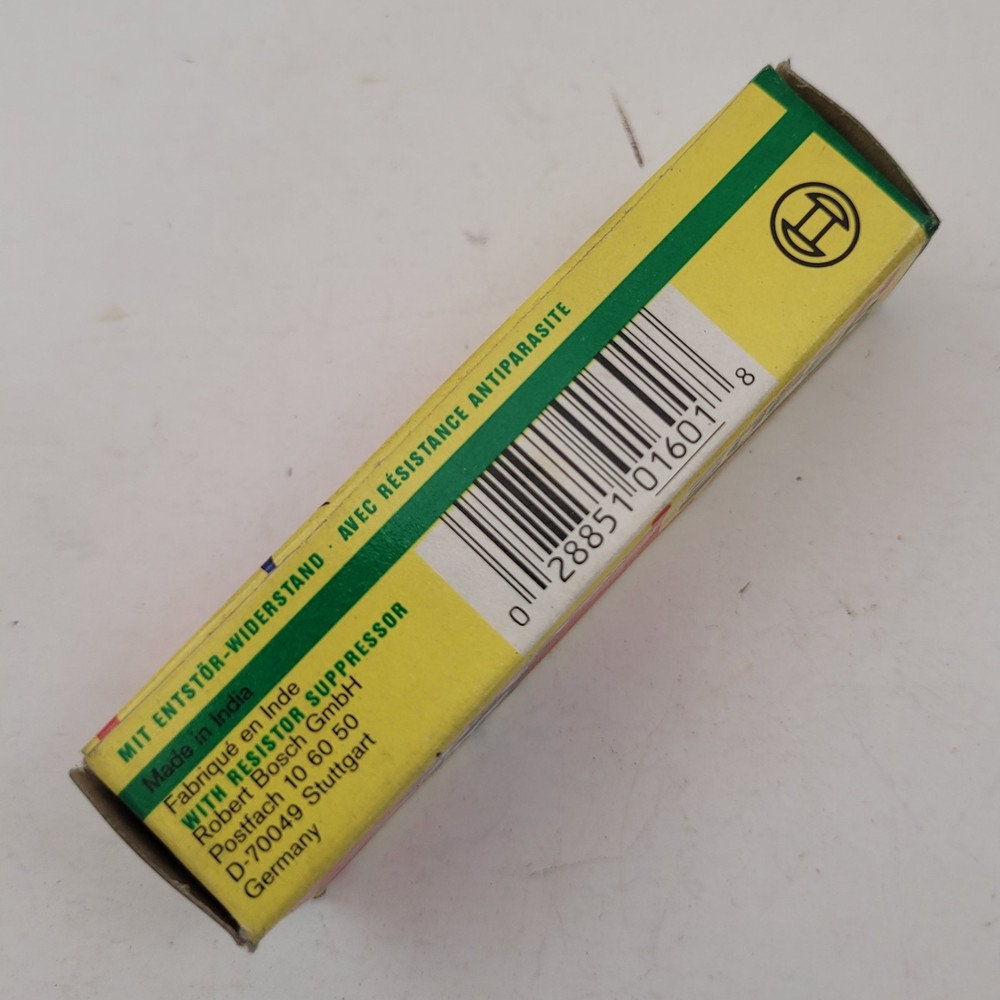 MIT ENTSTÖR-WIDERSTAND · AVEC RÉSISTANCE ANTIPARASITE
Made in India
Fabriqué en Inde
WITH RESISTOR SUPPRESSOR
Robert Bosch GmbH
Postfach 10 60 50
D-70049 Stuttgart
Germany
0 28851 01601 8